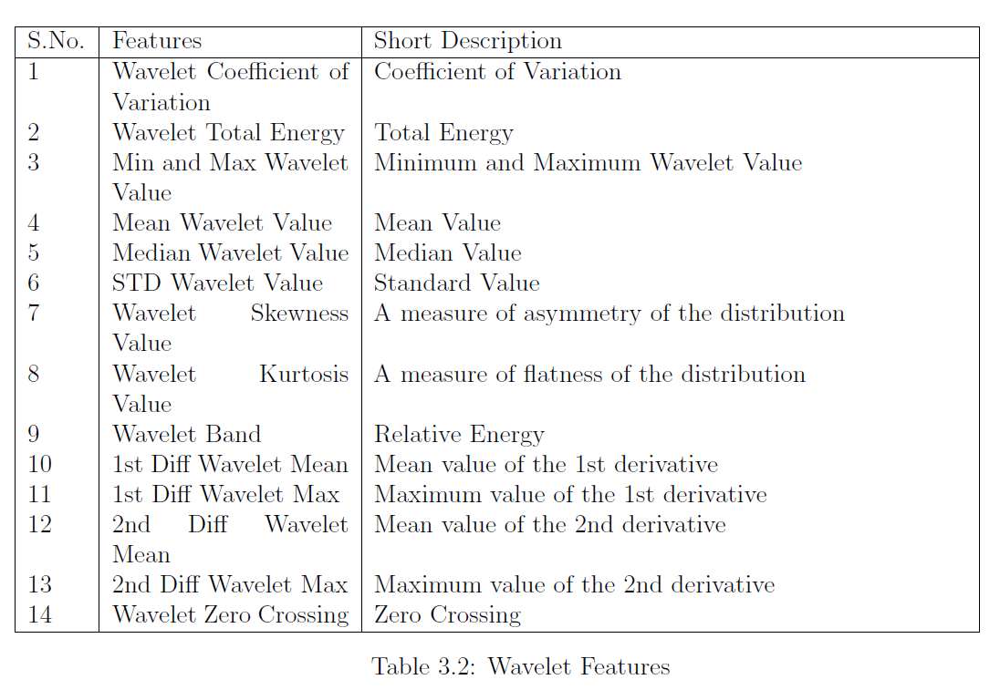 S.No. Features Short Description
1 Wavelet Coefficient of Coefficient of Variation
Variation
2 Wavelet Total Energy Total Energy
3 Min and Max Wavelet Minimum and Maximum Wavelet Value
Value
4 Mean Wavelet Value Mean Value
5 Median Wavelet Value Median Value
6 STD Wavelet Value Standard Value
7 Wavelet Skewness A measure of asymmetry of the distribution
Value
8 Wavelet Kurtosis A measure of flatness of the distribution
Value
9 Wavelet Band Relative Energy
10 1st Diff Wavelet Mean Mean value of the 1st derivative
11 1st Diff Wavelet Max Maximum value of the 1st derivative
12 2nd Diff Wavelet Mean value of the 2nd derivative
Mean
13 2nd Diff Wavelet Max Maximum value of the 2nd derivative
14 Wavelet Zero Crossing Zero Crossing
Table 3.2: Wavelet Features